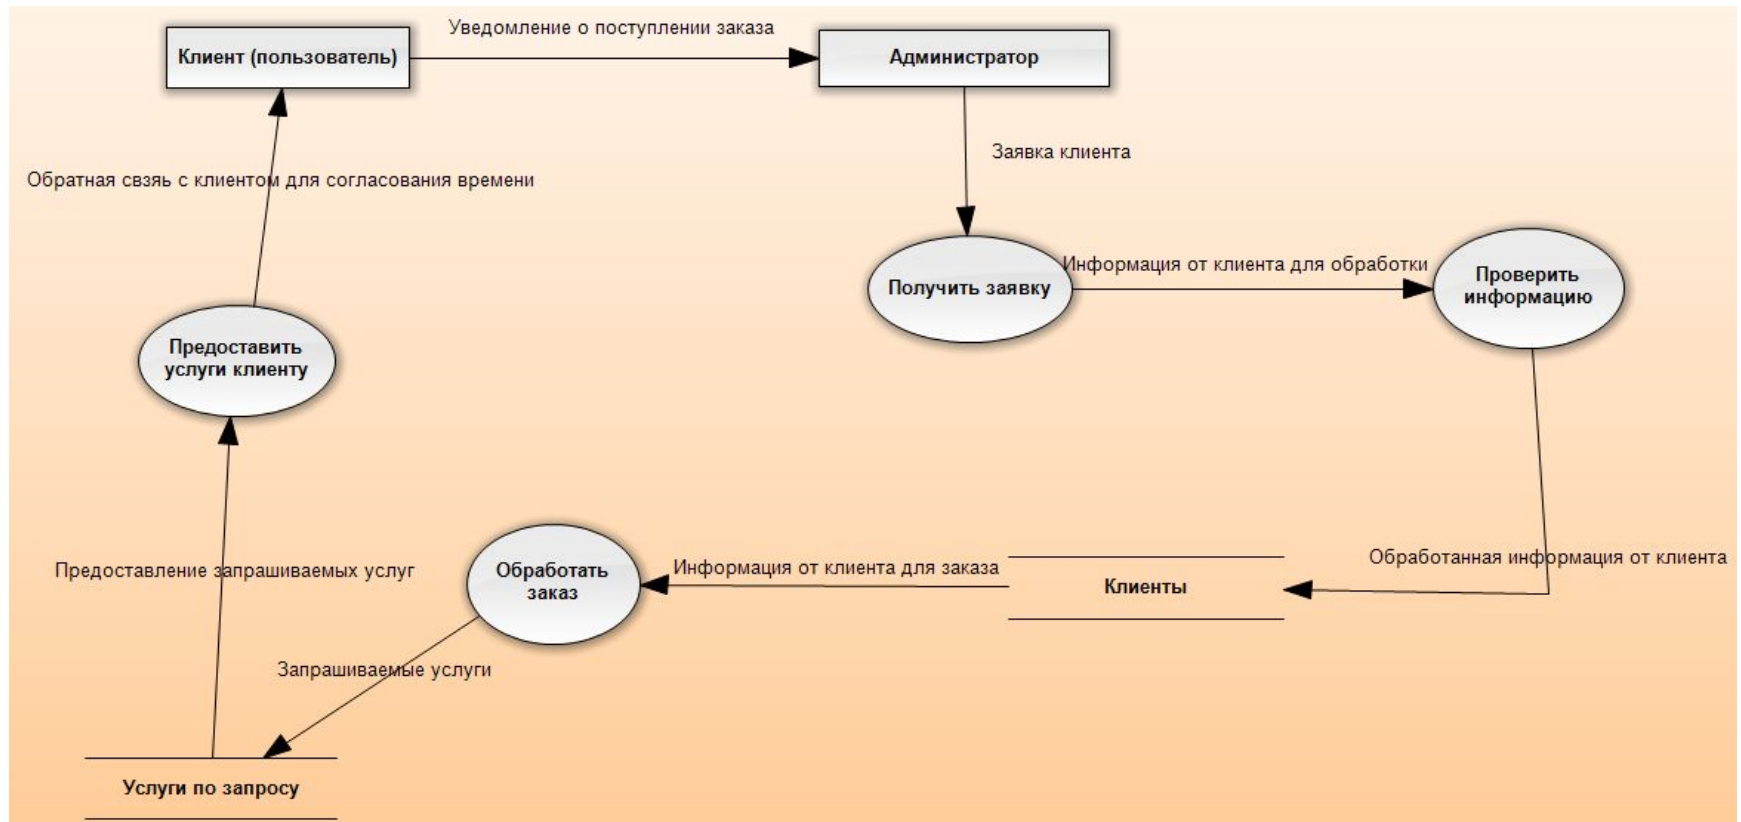 Уведомление о поступлении заказа
Клиент (пользователь)
Администратор
Заявка клиента
Обратная свзяь с клиентом для согласования времени
Информация от клиента для обработки
Получить заявку
Проверить
информацию
Предоставить
услуги клиенту
Обработанная информация от клиента
Предоставление запрашиваемых услуг
Обработать
заказ
Информация от клиента для заказа
Клиенты
Запрашиваемые услуги
Услуги по запросу